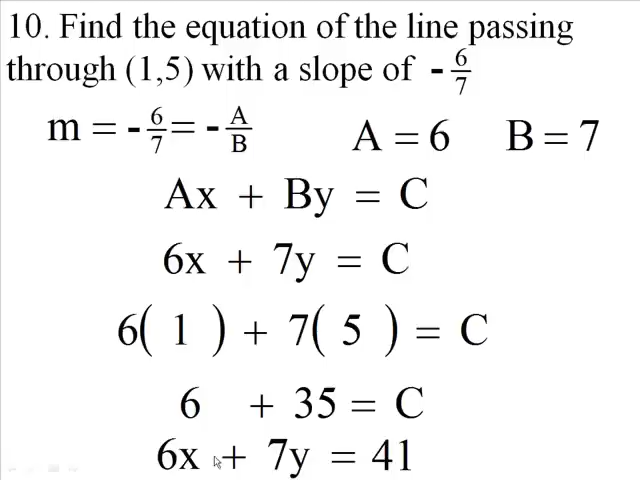 10. Find the equation of the line passing
through (1,5) with a slope of -6/7
m = -6/7 = -A/B   A = 6   B = 7
Ax + By = C
6x + 7y = C
6( 1 ) + 7( 5 ) = C
6 + 35 = C
6x + 7y = 41